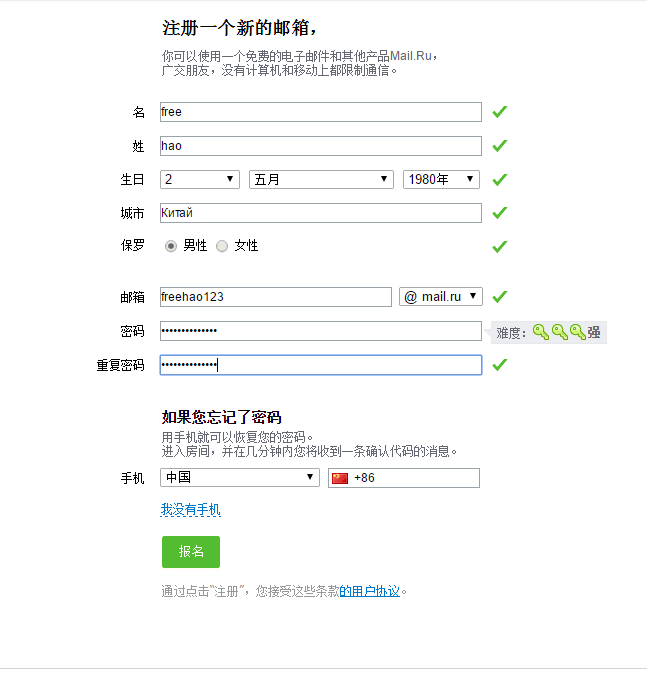 注册一个新的邮箱,
你可以使用一个免费的电子邮件和其他产品Mail.Ru,
广交朋友，没有计算机和移动上都限制通信。
名 free
姓 hao
生日 2 五月 1980年
城市 Китай
保罗 男性 女性
邮箱 freehao123 @ mail.ru
密码 •••••••••••••• 难度：强
重复密码 ••••••••••••••
如果您忘记了密码
用手机就可以恢复您的密码。
进入房间，并在几分钟内您将收到一条确认代码的消息。
手机 中国 +86
我没有手机
报名
通过点击“注册”，您接受这些条款的用户协议。